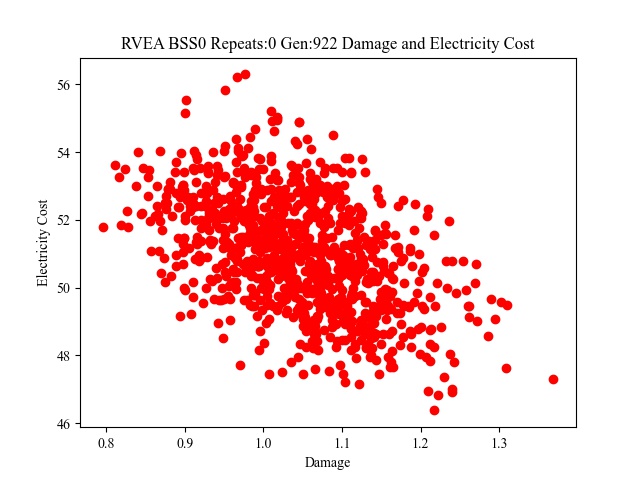 RVEA BSS0 Repeats:0 Gen:922 Damage and Electricity Cost
56
54
52
50
48
46
Electricity Cost
0.8 0.9 1.0 1.1 1.2 1.3
Damage